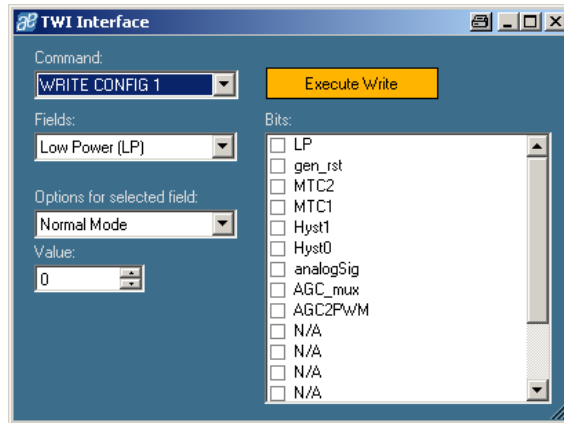 TWI Interface
Command:
WRITE CONFIG 1
Execute Write
Fields:
Low Power (LP)
Options for selected field:
Normal Mode
Value:
0
Bits:
LP
gen_rst
MTC2
MTC1
Hyst1
Hyst0
analogSig
AGC_mux
AGC2PWM
N/A
N/A
N/A
N/A